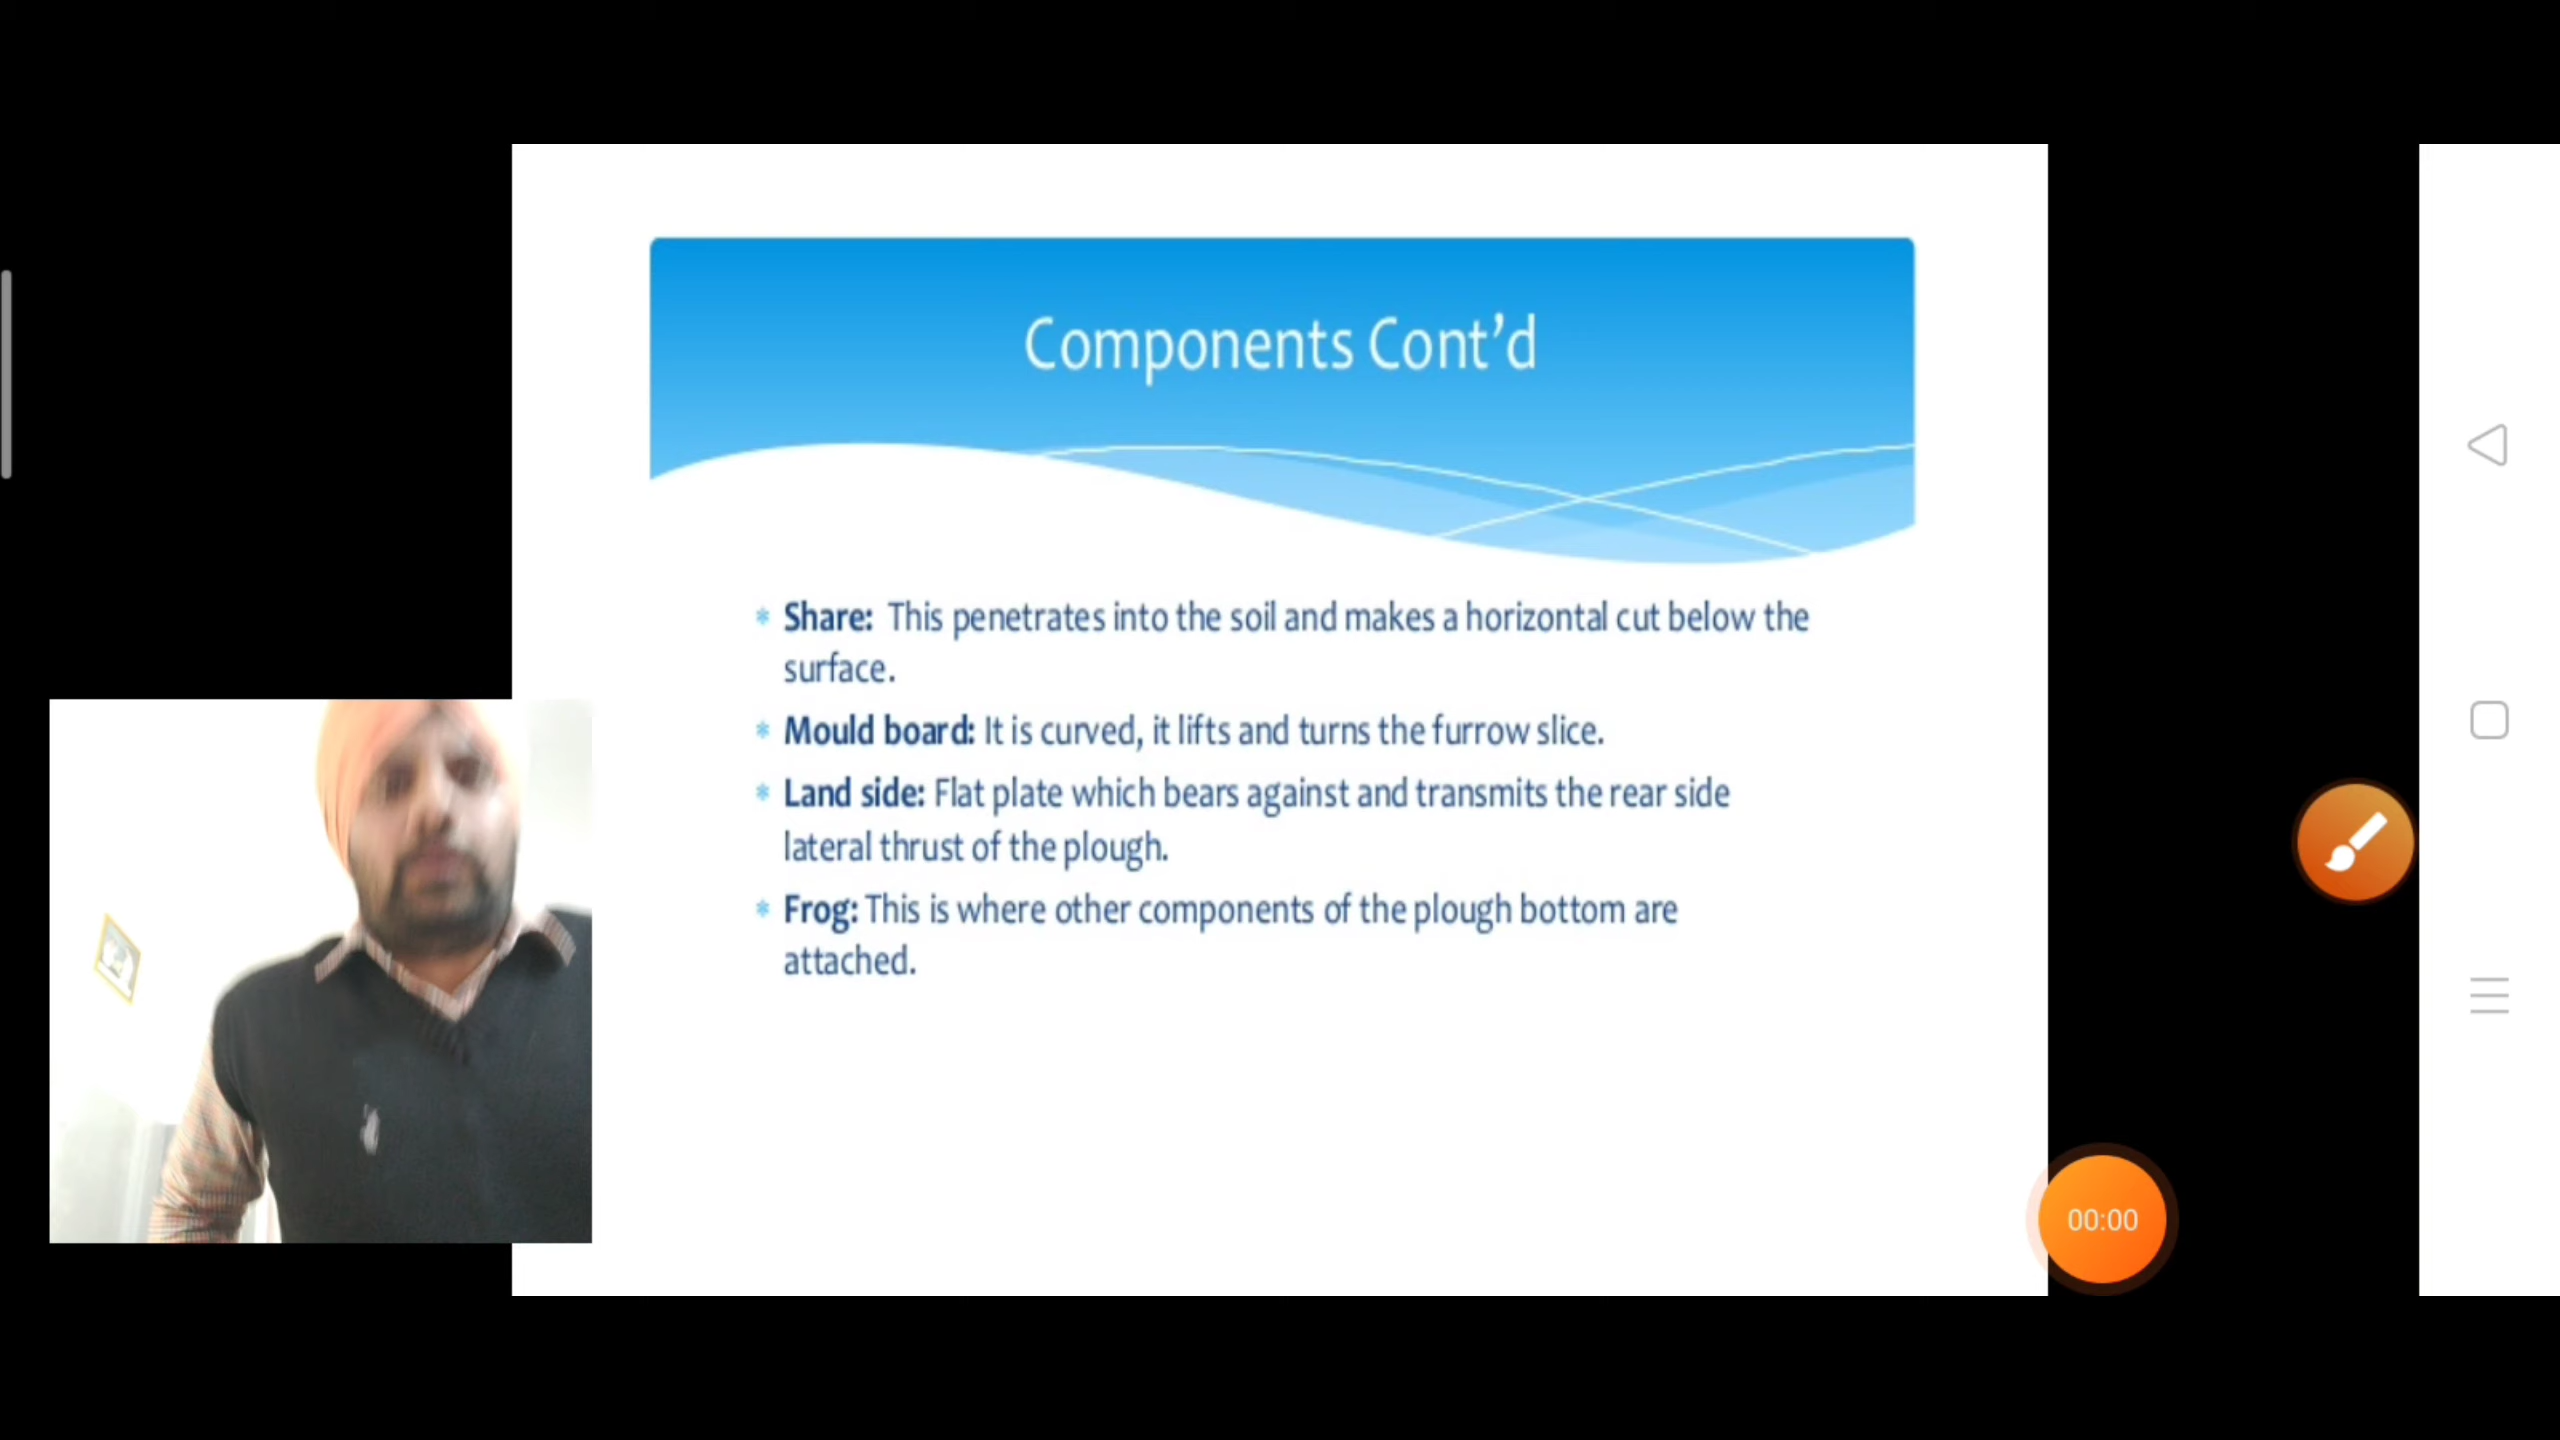 Components Cont’d
* Share: This penetrates into the soil and makes a horizontal cut below the
surface.
* Mould board: It is curved, it lifts and turns the furrow slice.
* Land side: Flat plate which bears against and transmits the rear side
lateral thrust of the plough.
* Frog: This is where other components of the plough bottom are
attached.
00:00